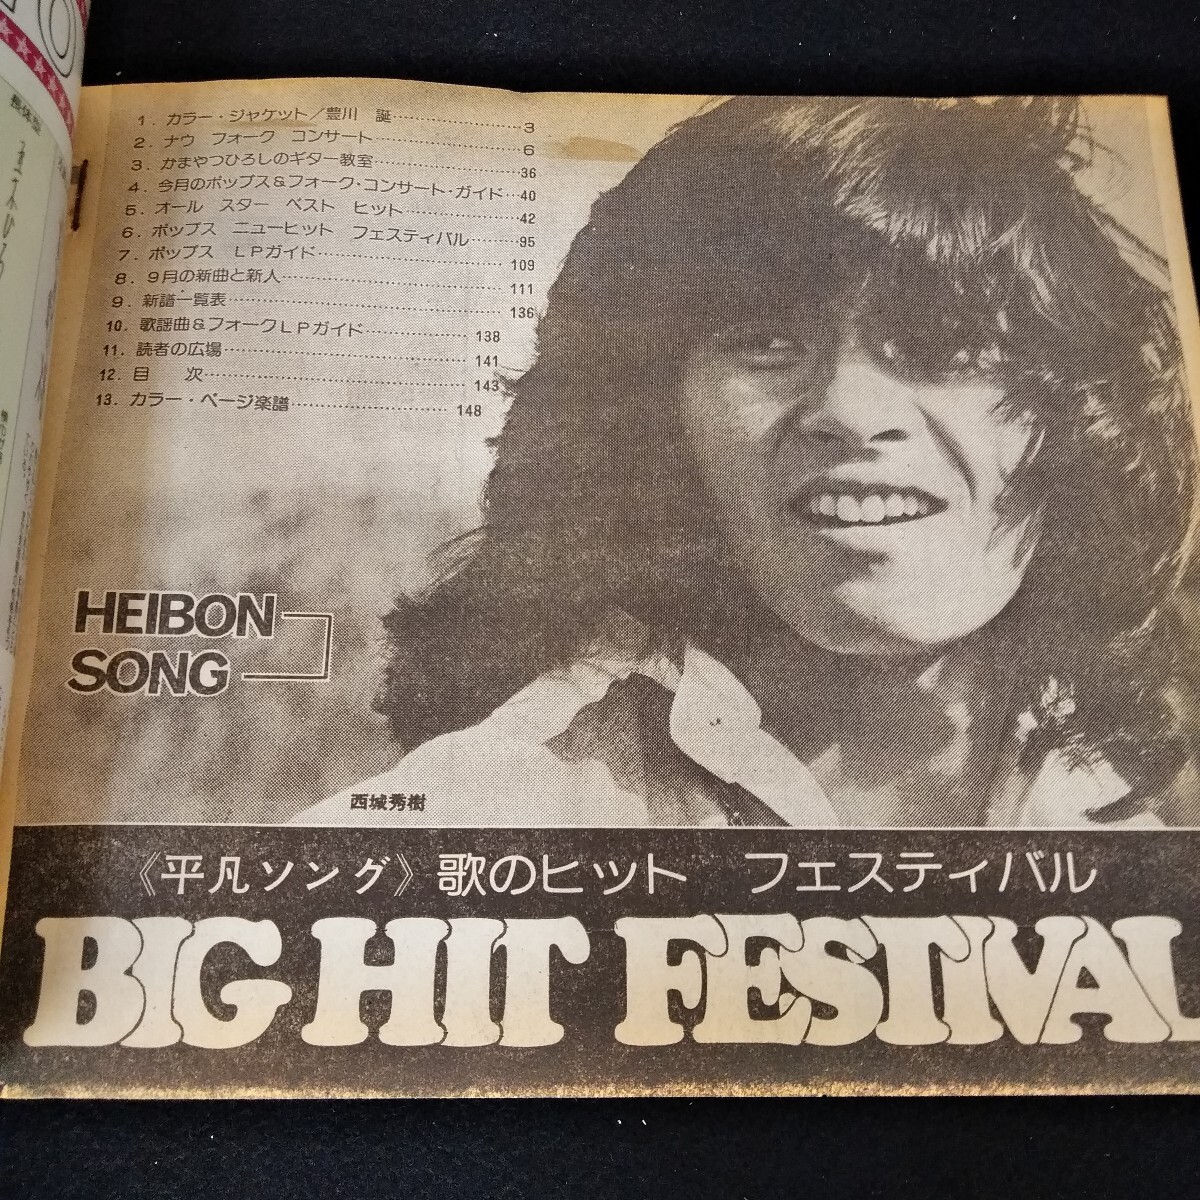 1. カラー・ジャケット／豊川 誕……3
2. ナウ フォーク コンサート……6
3. かまやつひろしのギター教室……36
4. 今月のポップス&フォーク・コンサート・ガイド…40
5. オール スター ベスト ヒット……42
6. ポップス ニューヒット フェスティバル……95
7. ポップス LPガイド……109
8. 9月の新曲と新人……111
9. 新譜一覧表……136
10. 歌謡曲&フォークLPガイド……138
11. 読者の広場……141
12. 目 次……143
13. カラー・ページ楽譜……148
HEIBON
SONG
西城秀樹
《平凡ソング》歌のヒット フェスティバル
BIG HIT FESTIVAL